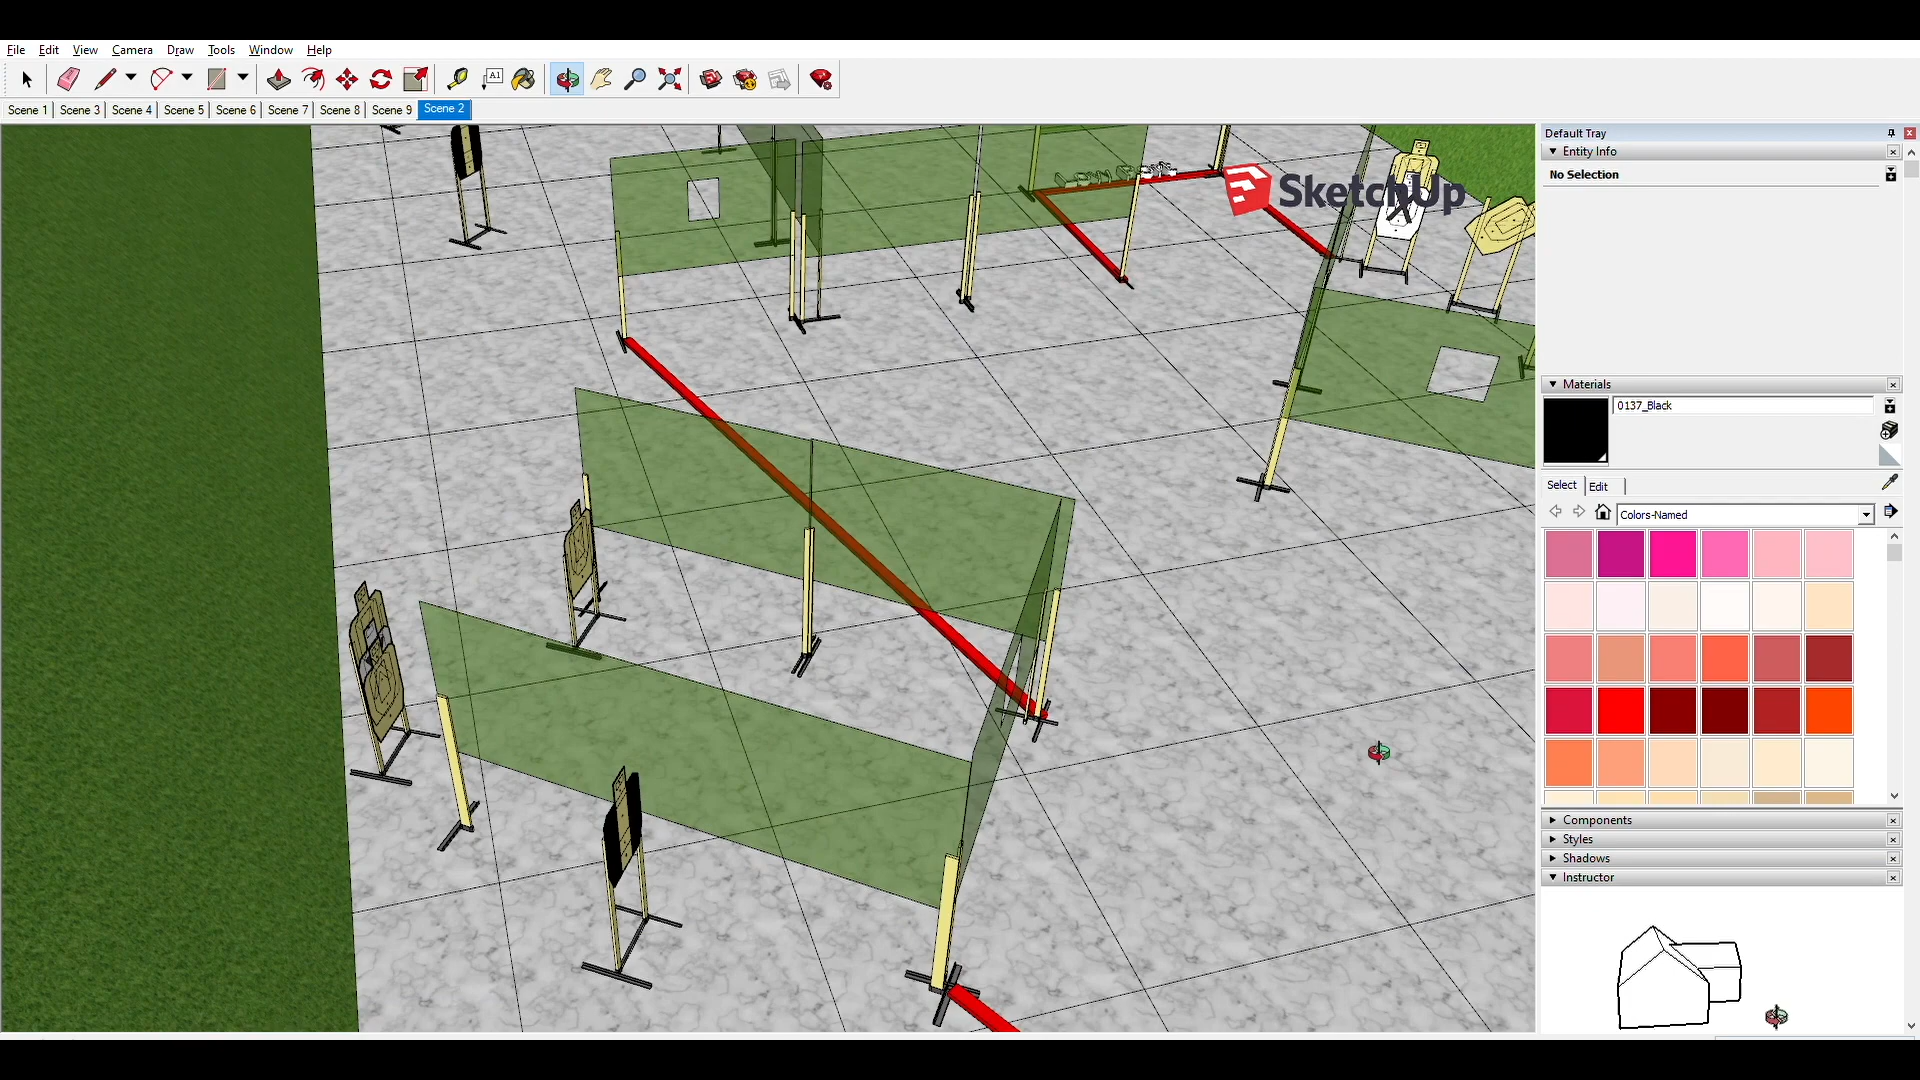 File Edit View Camera Draw Tools Window Help
A1
Scene 1 Scene 3 Scene 4 Scene 5 Scene 6 Scene 7 Scene 8 Scene 9 Scene 2
SketchUp
Default Tray
Entity Info
No Selection
Materials
0137_Black
Select Edit
Colors-Named
Components
Styles
Shadows
Instructor